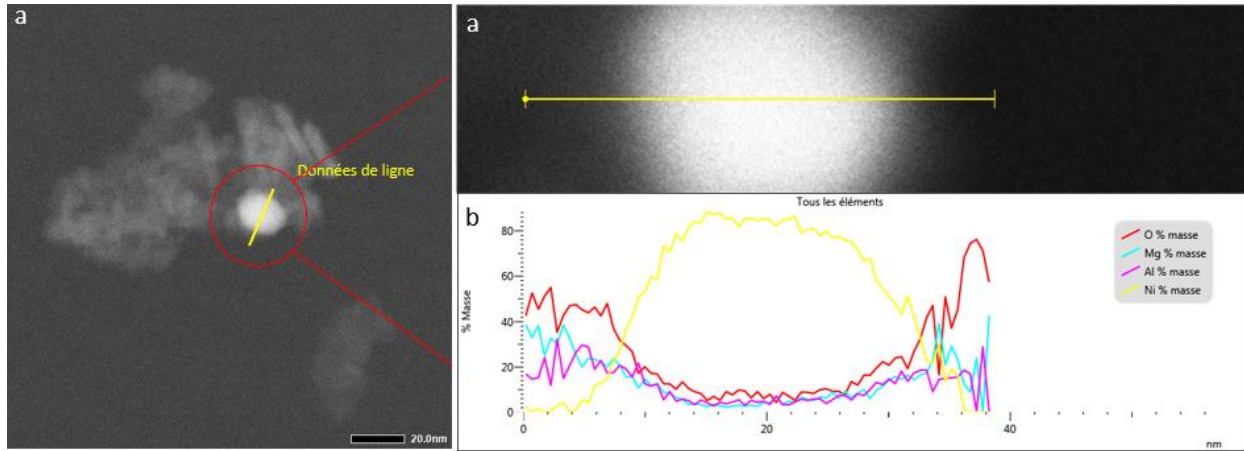 a
Données de ligne
20.0nm
a
b
Tous les éléments
% Masse
80
60
40
20
0
0
20
40
nm
O % masse
Mg % masse
Al % masse
Ni % masse